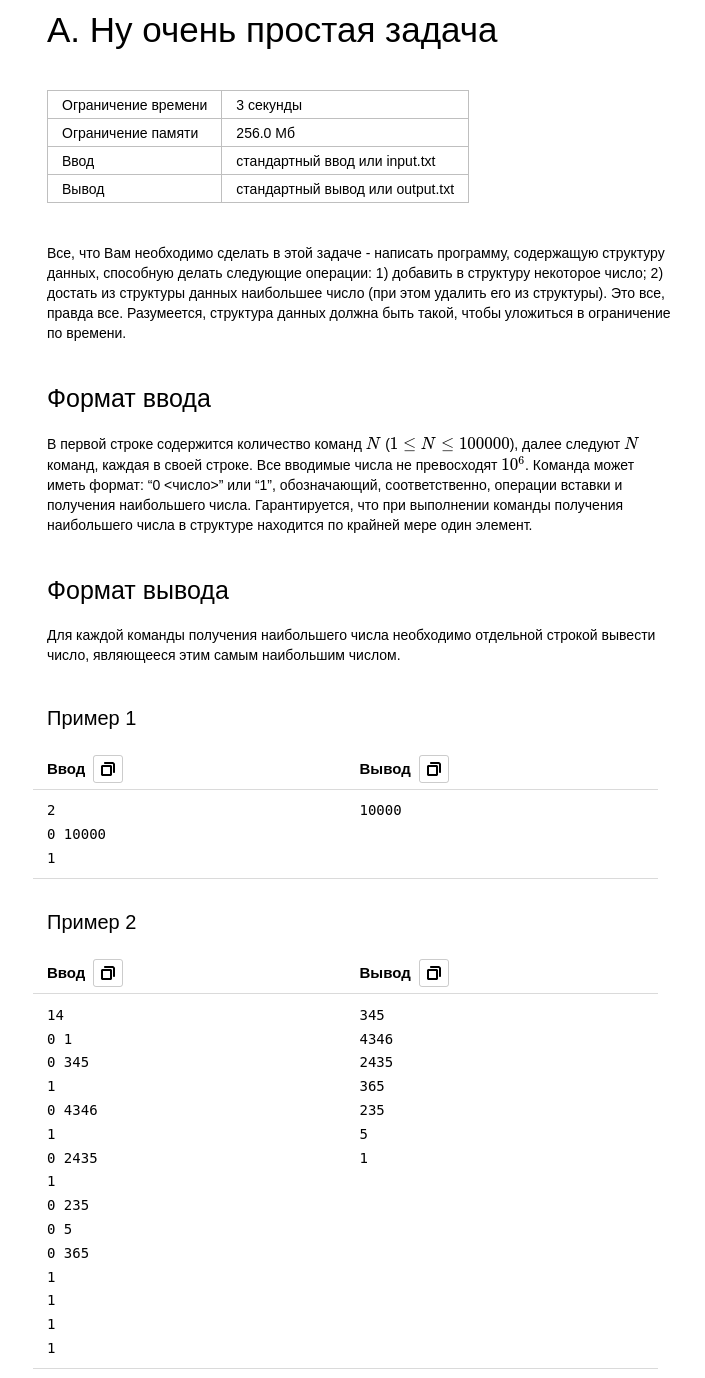 A. Ну очень простая задача
Ограничение времени 3 секунды
Ограничение памяти 256.0 Мб
Ввод стандартный ввод или input.txt
Вывод стандартный вывод или output.txt
Все, что Вам необходимо сделать в этой задаче - написать программу, содержащую структуру
данных, способную делать следующие операции: 1) добавить в структуру некоторое число; 2)
достать из структуры данных наибольшее число (при этом удалить его из структуры). Это все,
правда все. Разумеется, структура данных должна быть такой, чтобы уложиться в ограничение
по времени.
Формат ввода
В первой строке содержится количество команд N (1 ≤ N ≤ 100000), далее следуют N
команд, каждая в своей строке. Все вводимые числа не превосходят 10⁶. Команда может
иметь формат: “0 <число>” или “1”, обозначающий, соответственно, операции вставки и
получения наибольшего числа. Гарантируется, что при выполнении команды получения
наибольшего числа в структуре находится по крайней мере один элемент.
Формат вывода
Для каждой команды получения наибольшего числа необходимо отдельной строкой вывести
число, являющееся этим самым наибольшим числом.
Пример 1
Ввод Вывод
2 10000
0 10000
1
Пример 2
Ввод Вывод
14 345
0 1 4346
0 345 2435
1 365
0 4346 235
1 5
0 2435 1
1
0 235
0 5
0 365
1
1
1
1